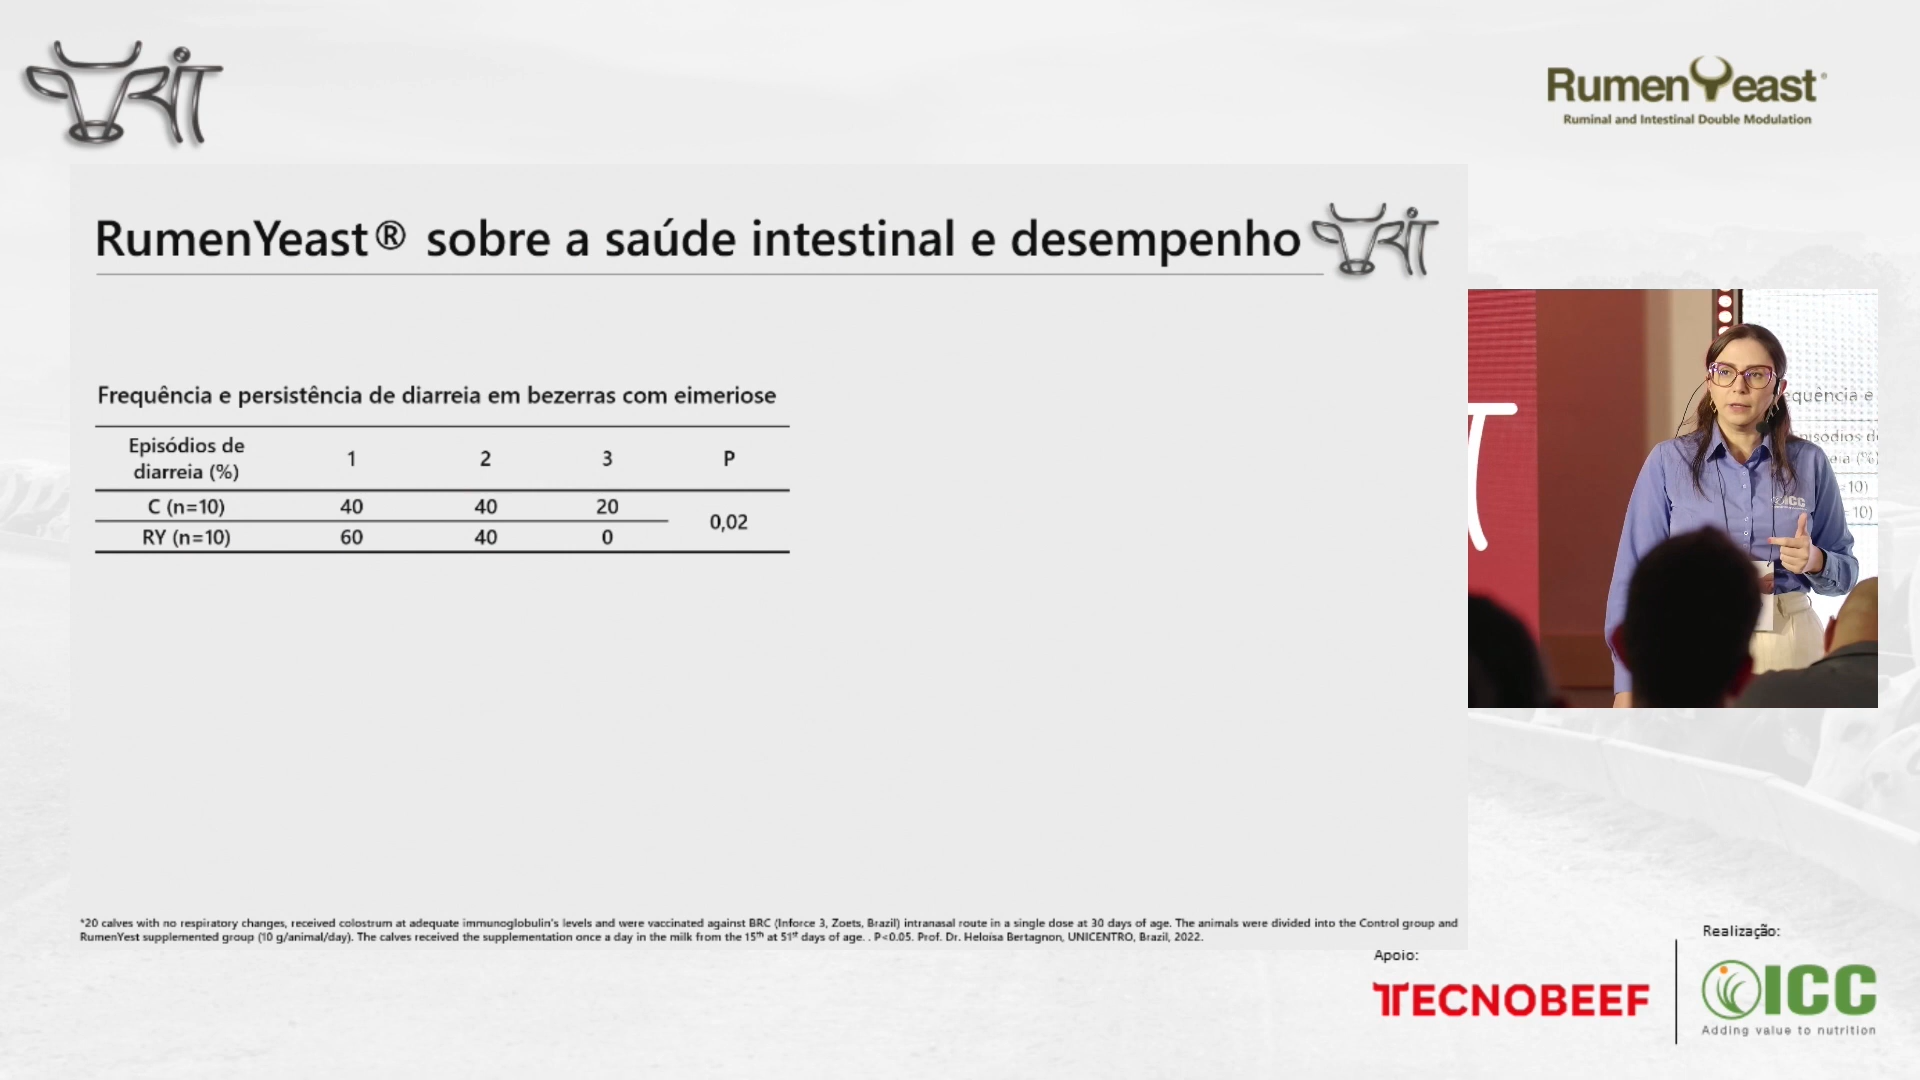 RIT
RumenYeast®
Ruminal and Intestinal Double Modulation
RumenYeast® sobre a saúde intestinal e desempenho
RIT
Frequência e persistência de diarreia em bezerras com eimeriose
Episódios de diarreia (%) 1 2 3 P
C (n=10) 40 40 20 0,02
RY (n=10) 60 40 0
ICC
*20 calves with no respiratory changes, received colostrum at adequate immunoglobulin's levels and were vaccinated against BRC (Inforce 3, Zoets, Brazil) intranasal route in a single dose at 30 days of age. The animals were divided into the Control group and
RumenYest supplemented group (10 g/animal/day). The calves received the supplementation once a day in the milk from the 15th at 51st days of age. . P<0.05. Prof. Dr. Heloísa Bertagnon, UNICENTRO, Brazil, 2022.
Apoio:
TECNOBEEF
Realização:
ICC
Adding value to nutrition